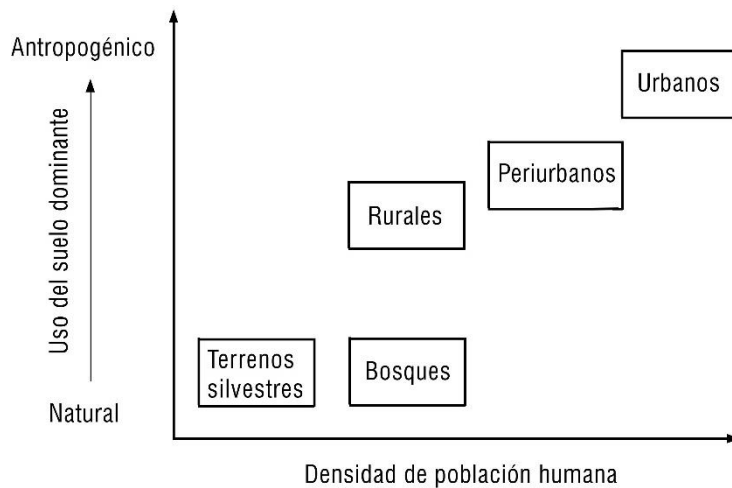 Antropogénico
Urbanos
Periurbanos
Rurales
Uso del suelo dominante
Terrenos
silvestres
Bosques
Natural
Densidad de población humana